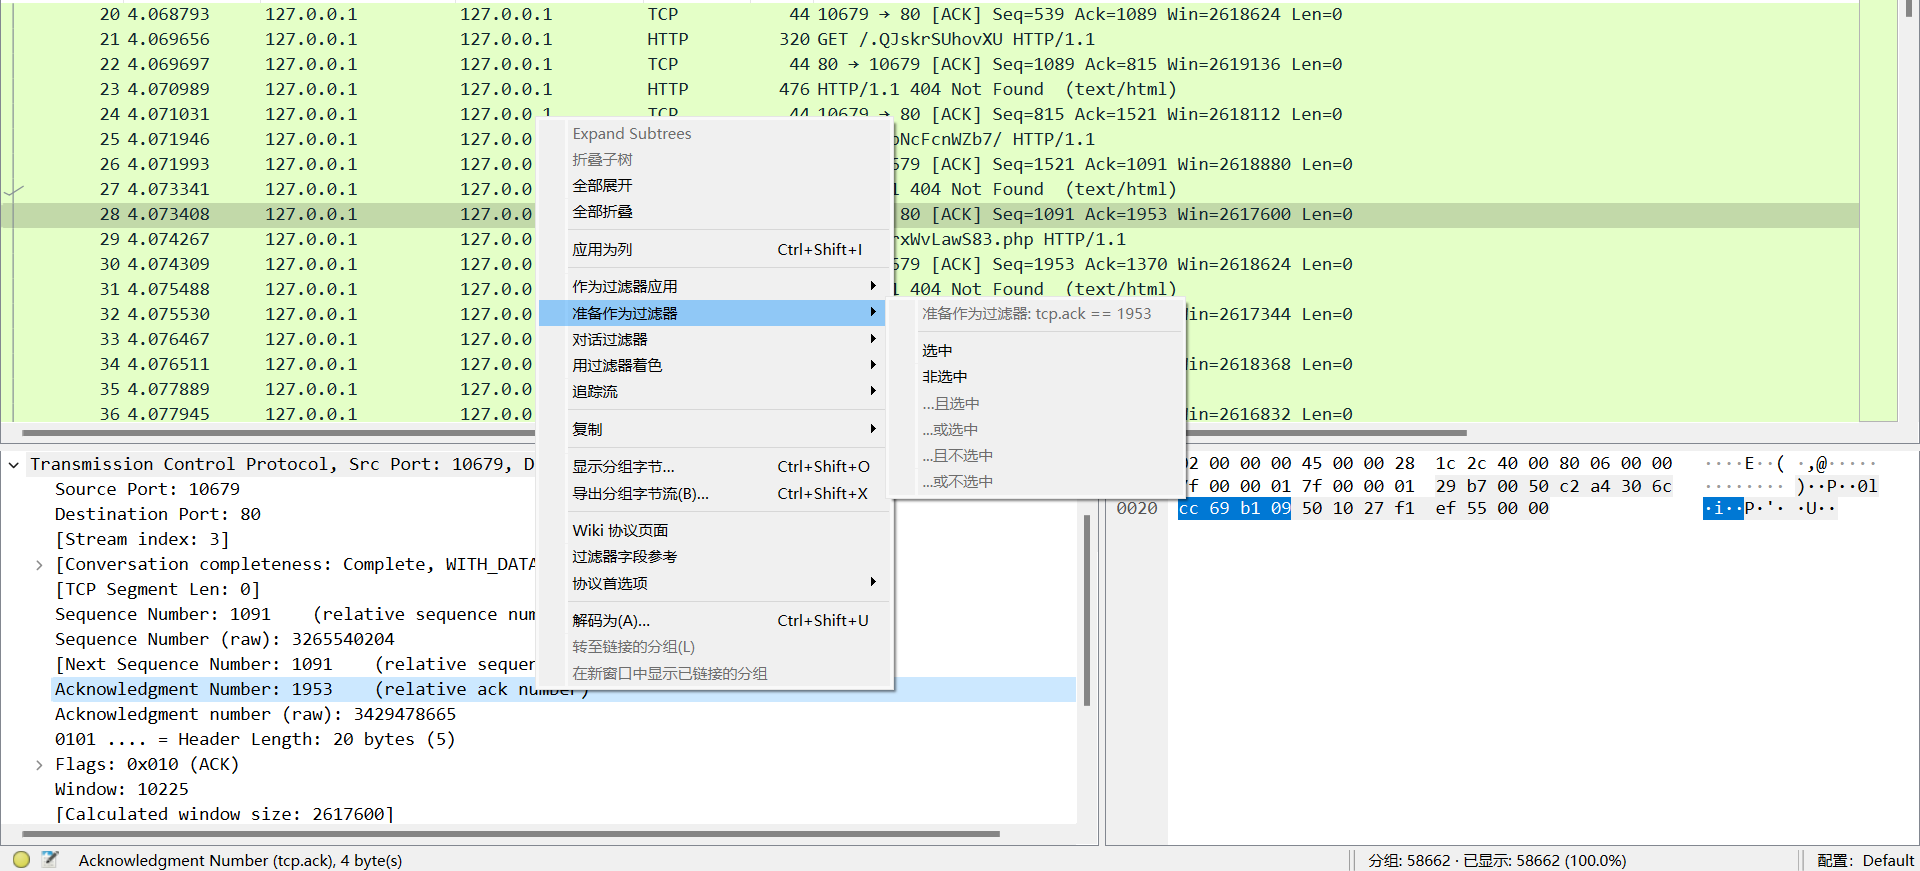 20 4.068793 127.0.0.1 127.0.0.1 TCP 44 10679 → 80 [ACK] Seq=539 Ack=1089 Win=2618624 Len=0
21 4.069656 127.0.0.1 127.0.0.1 HTTP 320 GET /.QJskrSUhovXU HTTP/1.1
22 4.069697 127.0.0.1 127.0.0.1 TCP 44 80 → 10679 [ACK] Seq=1089 Ack=815 Win=2619136 Len=0
23 4.070989 127.0.0.1 127.0.0.1 HTTP 476 HTTP/1.1 404 Not Found (text/html)
24 4.071031 127.0.0.1 127.0.0.1 TCP 44 10679 → 80 [ACK] Seq=815 Ack=1521 Win=2618112 Len=0
25 4.071946 127.0.0.1 127.0.0 NcFcnWZb7/ HTTP/1.1
26 4.071993 127.0.0.1 127.0.0 679 [ACK] Seq=1521 Ack=1091 Win=2618880 Len=0
27 4.073341 127.0.0.1 127.0.0 1 404 Not Found (text/html)
28 4.073408 127.0.0.1 127.0.0 80 [ACK] Seq=1091 Ack=1953 Win=2617600 Len=0
29 4.074267 127.0.0.1 127.0.0 rxWvLawS83.php HTTP/1.1
30 4.074309 127.0.0.1 127.0.0 679 [ACK] Seq=1953 Ack=1370 Win=2618624 Len=0
31 4.075488 127.0.0.1 127.0.0 1 404 Not Found (text/html)
32 4.075530 127.0.0.1 127.0.0 Win=2617344 Len=0
33 4.076467 127.0.0.1 127.0.0
34 4.076511 127.0.0.1 127.0.0 Win=2618368 Len=0
35 4.077889 127.0.0.1 127.0.0
36 4.077945 127.0.0.1 127.0.0 Win=2616832 Len=0
Expand Subtrees
折叠子树
全部展开
全部折叠
应用为列 Ctrl+Shift+I
作为过滤器应用
准备作为过滤器
对话过滤器
用过滤器着色
追踪流
复制
显示分组字节... Ctrl+Shift+O
导出分组字节流(B)... Ctrl+Shift+X
Wiki 协议页面
过滤器字段参考
协议首选项
解码为(A)... Ctrl+Shift+U
转至链接的分组(L)
在新窗口中显示已链接的分组
准备作为过滤器: tcp.ack == 1953
选中
非选中
...且选中
...或选中
...且不选中
...或不选中
Transmission Control Protocol, Src Port: 10679, D
Source Port: 10679
Destination Port: 80
[Stream index: 3]
[Conversation completeness: Complete, WITH_DATA
[TCP Segment Len: 0]
Sequence Number: 1091 (relative sequence num
Sequence Number (raw): 3265540204
[Next Sequence Number: 1091 (relative sequen
Acknowledgment Number: 1953 (relative ack number)
Acknowledgment number (raw): 3429478665
0101 .... = Header Length: 20 bytes (5)
Flags: 0x010 (ACK)
Window: 10225
[Calculated window size: 2617600]
02 00 00 00 45 00 00 28 1c 2c 40 00 80 06 00 00 ····E··( ·,@·····
7f 00 00 01 7f 00 00 01 29 b7 00 50 c2 a4 30 6c ········ )··P··0l
0020 cc 69 b1 09 50 10 27 f1 ef 55 00 00 ·i··P·'· ·U··
Acknowledgment Number (tcp.ack), 4 byte(s)
分组: 58662 · 已显示: 58662 (100.0%)
配置: Default